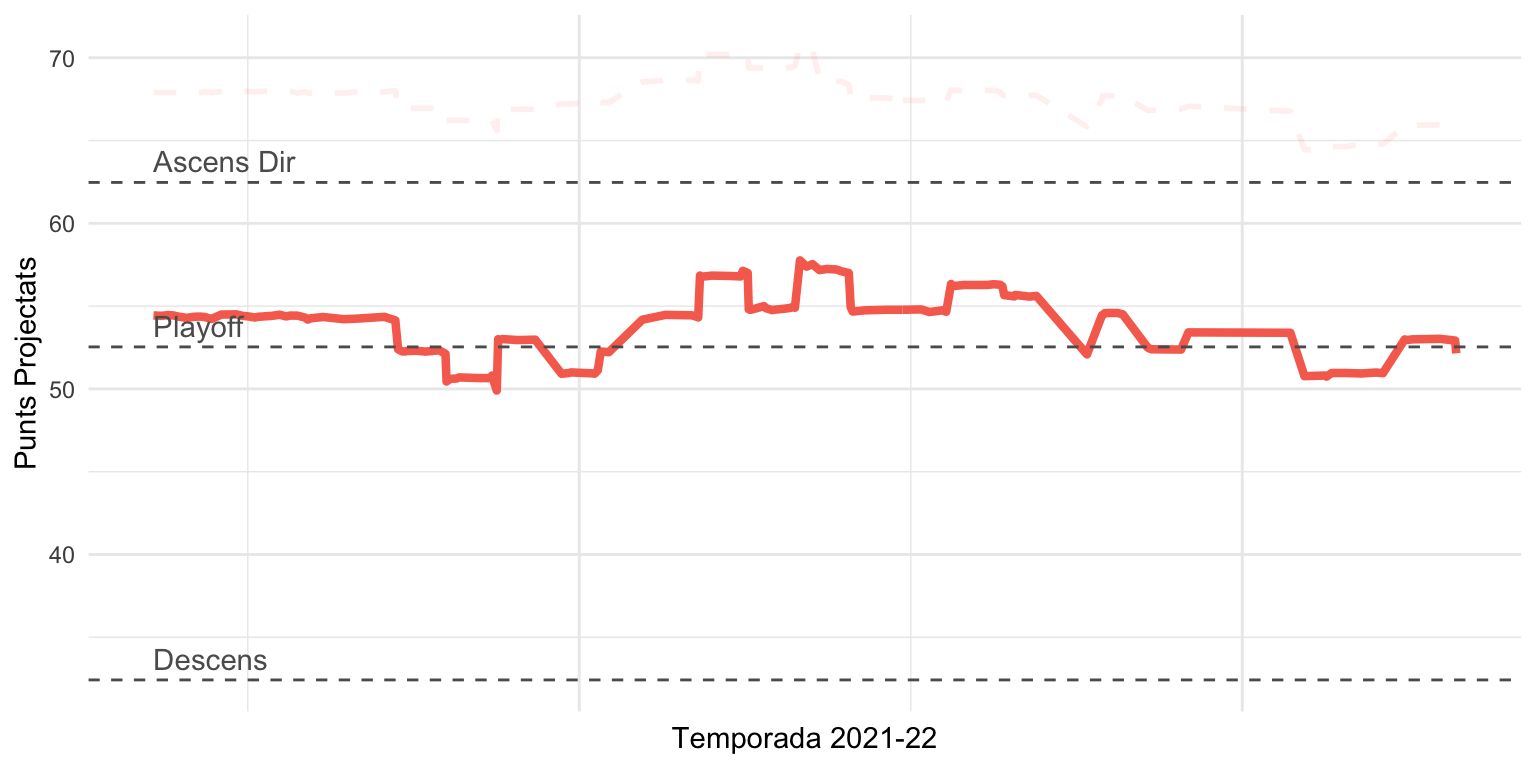 70
Ascens Dir
60
Playoff
50
40
Descens
Punts Projectats
Temporada 2021-22